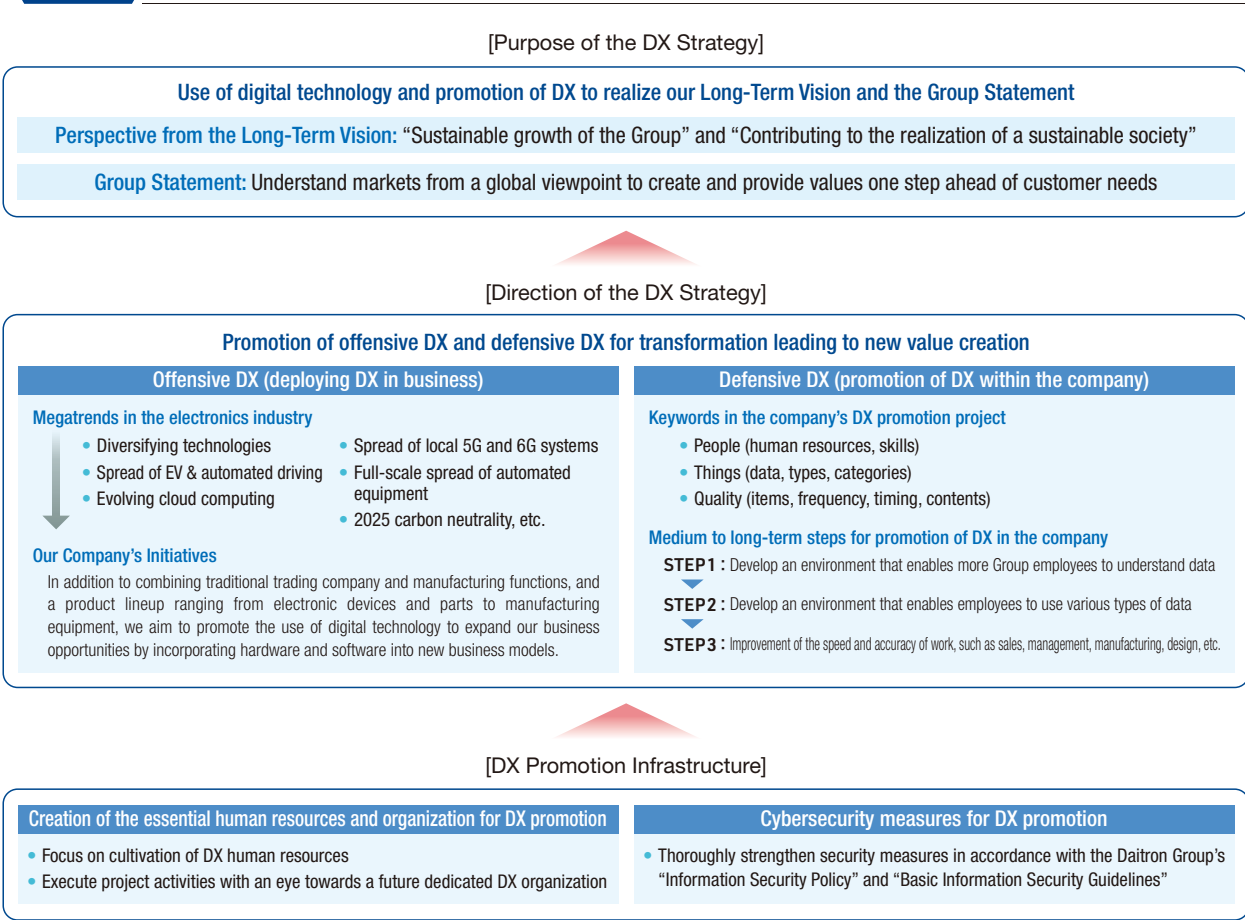 [Purpose of the DX Strategy]
Use of digital technology and promotion of DX to realize our Long-Term Vision and the Group Statement
Perspective from the Long-Term Vision: “Sustainable growth of the Group” and “Contributing to the realization of a sustainable society”
Group Statement: Understand markets from a global viewpoint to create and provide values one step ahead of customer needs
[Direction of the DX Strategy]
Promotion of offensive DX and defensive DX for transformation leading to new value creation
Offensive DX (deploying DX in business)
Megatrends in the electronics industry
• Diversifying technologies
• Spread of EV & automated driving
• Evolving cloud computing
• Spread of local 5G and 6G systems
• Full-scale spread of automated
equipment
• 2025 carbon neutrality, etc.
Our Company’s Initiatives
In addition to combining traditional trading company and manufacturing functions, and
a product lineup ranging from electronic devices and parts to manufacturing
equipment, we aim to promote the use of digital technology to expand our business
opportunities by incorporating hardware and software into new business models.
Defensive DX (promotion of DX within the company)
Keywords in the company’s DX promotion project
• People (human resources, skills)
• Things (data, types, categories)
• Quality (items, frequency, timing, contents)
Medium to long-term steps for promotion of DX in the company
STEP1 : Develop an environment that enables more Group employees to understand data
STEP2 : Develop an environment that enables employees to use various types of data
STEP3 : Improvement of the speed and accuracy of work, such as sales, management, manufacturing, design, etc.
[DX Promotion Infrastructure]
Creation of the essential human resources and organization for DX promotion
• Focus on cultivation of DX human resources
• Execute project activities with an eye towards a future dedicated DX organization
Cybersecurity measures for DX promotion
• Thoroughly strengthen security measures in accordance with the Daitron Group’s
“Information Security Policy” and “Basic Information Security Guidelines”